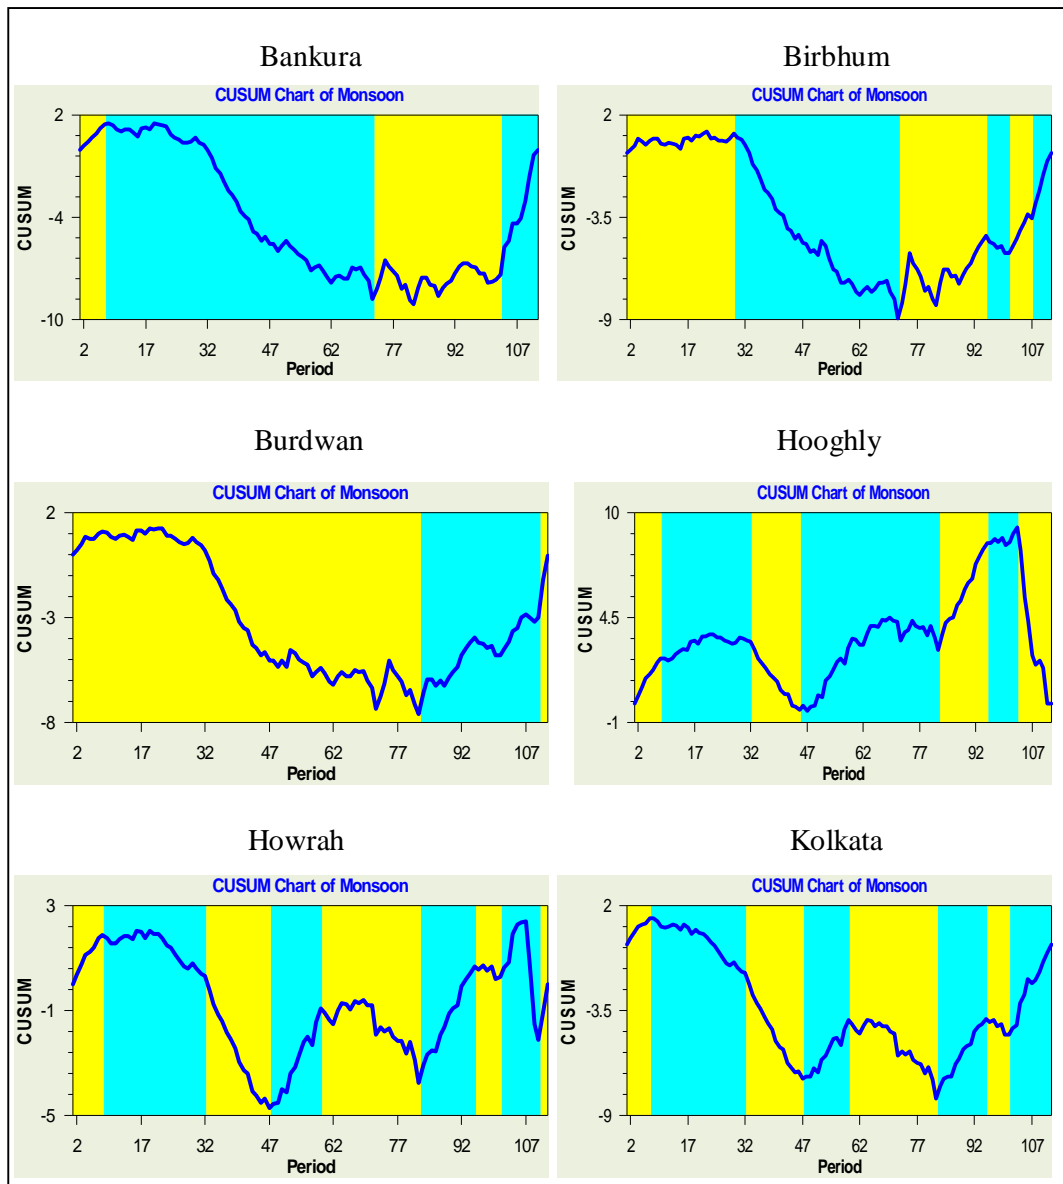 Bankura
Birbhum
CUSUM Chart of Monsoon
CUSUM Chart of Monsoon
2
-4
-10
CUSUM
2 17 32 47 62 77 92 107
Period
2
-3.5
-9
CUSUM
2 17 32 47 62 77 92 107
Period
Burdwan
Hooghly
CUSUM Chart of Monsoon
CUSUM Chart of Monsoon
2
-3
-8
CUSUM
2 17 32 47 62 77 92 107
Period
10
4.5
-1
CUSUM
2 17 32 47 62 77 92 107
Period
Howrah
Kolkata
CUSUM Chart of Monsoon
CUSUM Chart of Monsoon
3
-1
-5
CUSUM
2 17 32 47 62 77 92 107
Period
2
-3.5
-9
CUSUM
2 17 32 47 62 77 92 107
Period